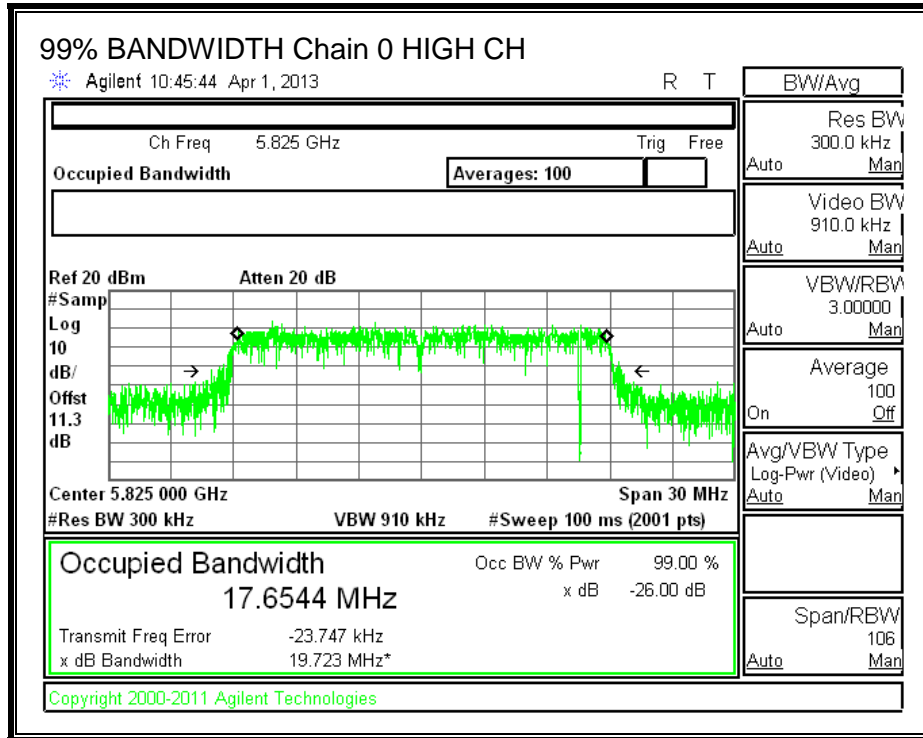 99% BANDWIDTH Chain 0 HIGH CH
Agilent 10:45:44 Apr 1, 2013 R T
Ch Freq 5.825 GHz Trig Free
Occupied Bandwidth Averages: 100
Ref 20 dBm Atten 20 dB
#Samp
Log
10
dB/
Offst
11.3
dB
Center 5.825 000 GHz Span 30 MHz
#Res BW 300 kHz VBW 910 kHz #Sweep 100 ms (2001 pts)
Occupied Bandwidth Occ BW % Pwr 99.00 %
17.6544 MHz x dB -26.00 dB
Transmit Freq Error -23.747 kHz
x dB Bandwidth 19.723 MHz*
Copyright 2000-2011 Agilent Technologies
BW/Avg
Res BW
300.0 kHz
Auto Man
Video BW
910.0 kHz
Auto Man
VBW/RBW
3.00000
Auto Man
Average
100
On Off
Avg/VBW Type
Log-Pwr (Video)
Auto Man
Span/RBW
106
Auto Man